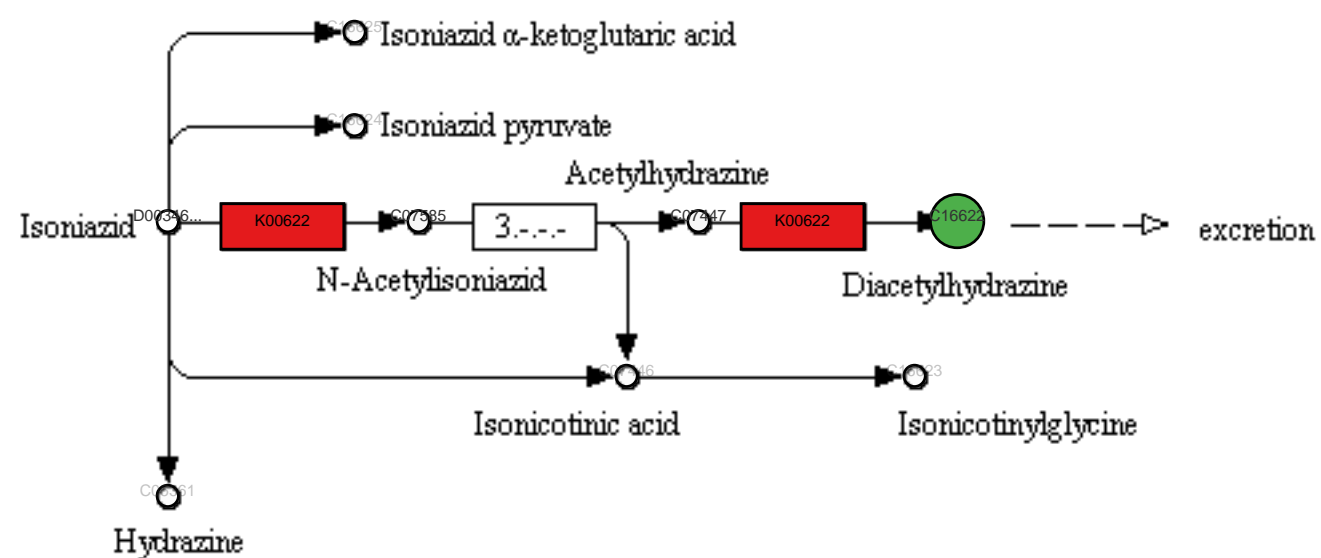 Isoniazid α-ketoglutaric acid
Isoniazid pyruvate
Acetylhydrazine
Isoniazid
D00346...
K00622
C07585
3.-.-.-
C07447
K00622
C16622
excretion
N-Acetylisoniazid
Diacetylhydrazine
Isonicotinic acid
Isonicotinylglycine
Hydrazine